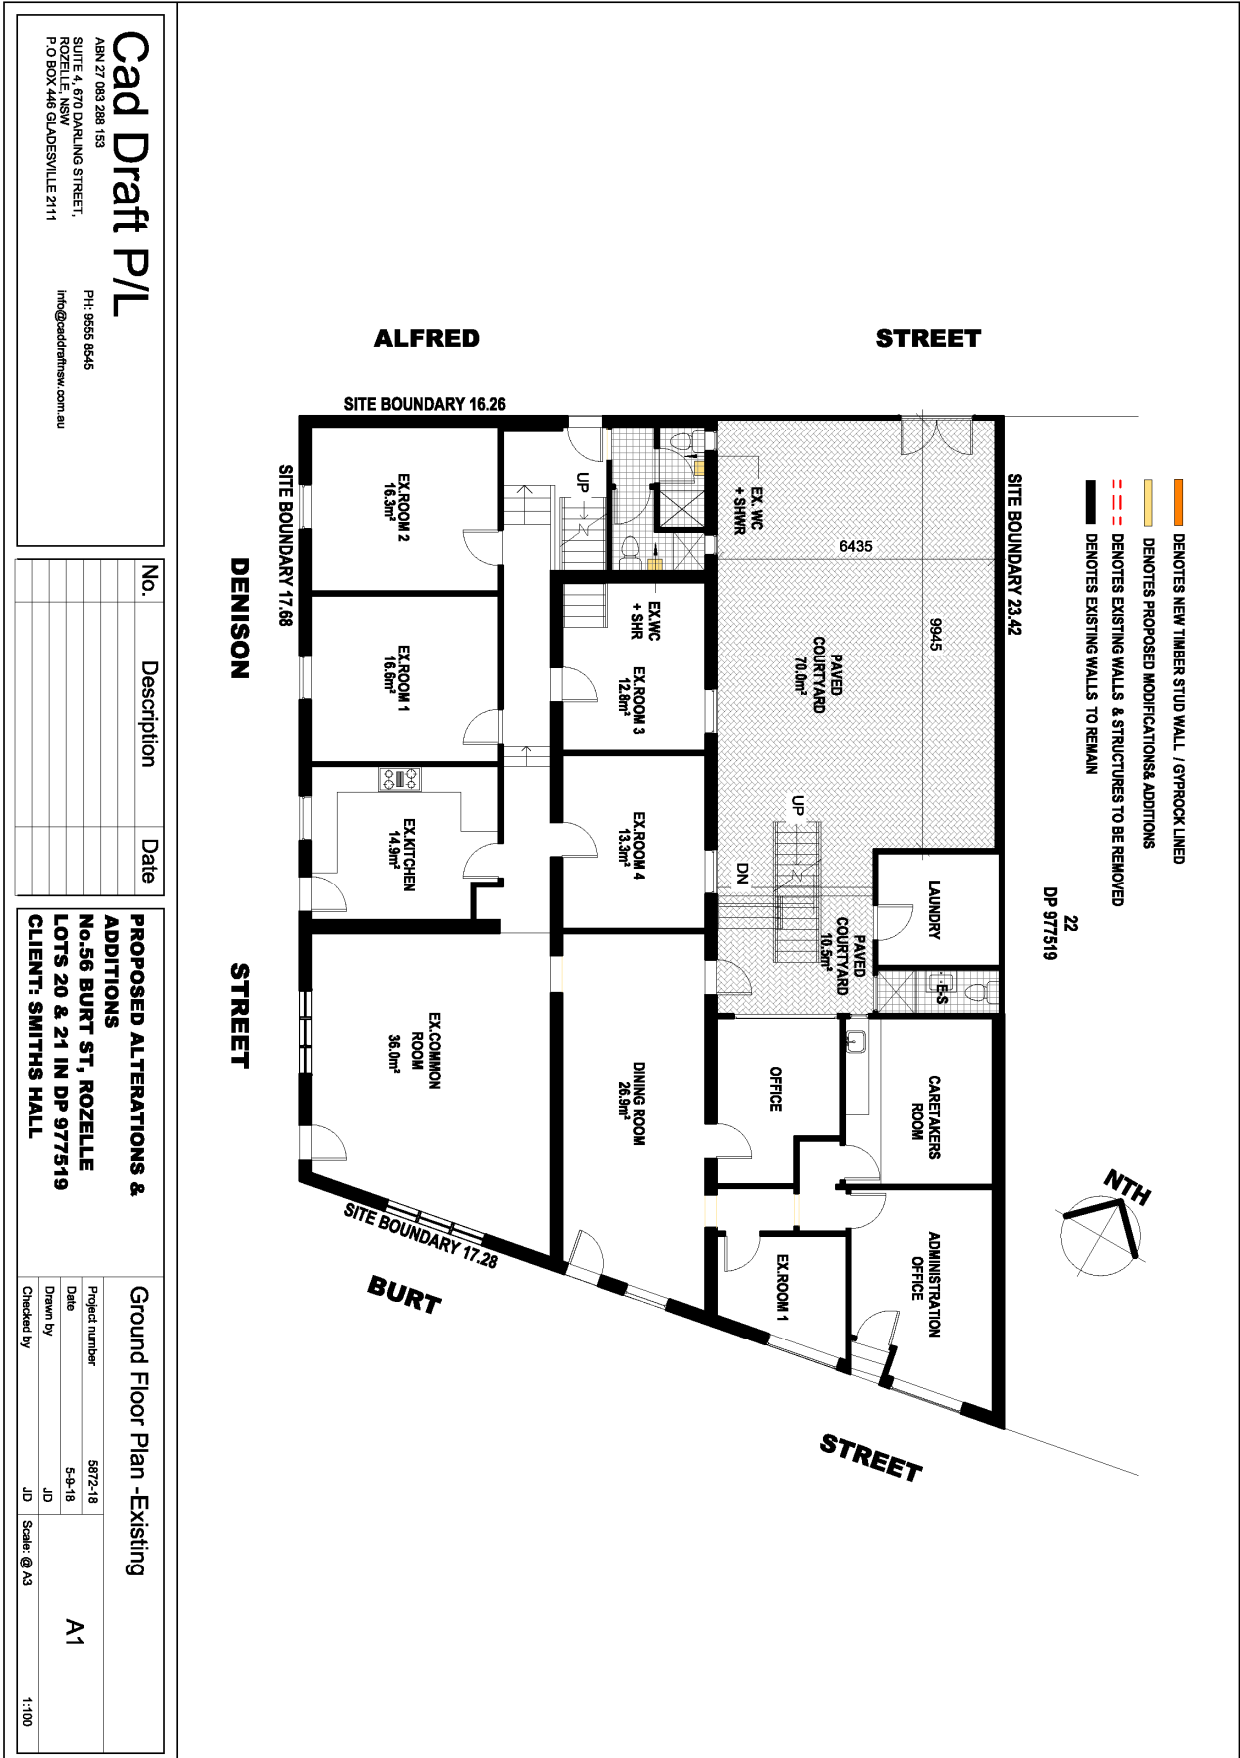 DENOTES NEW TIMBER STUD WALL / GYPROCK LINED
DENOTES PROPOSED MODIFICATIONS& ADDITIONS
DENOTES EXISTING WALLS & STRUCTURES TO BE REMOVED
DENOTES EXISTING WALLS TO REMAIN
22
DP 977519
NTH
ALFRED
STREET
SITE BOUNDARY 16.26
SITE BOUNDARY 23.42
SITE BOUNDARY 17.68
SITE BOUNDARY 17.28
DENISON
STREET
BURT
STREET
EX. WC
+ SHWR
6435
9945
PAVED
COURTYARD
70.0m²
UP
DN
PAVED
COURTYARD
10.5m²
LAUNDRY
E-S
CARETAKERS
ROOM
OFFICE
ADMINISTRATION
OFFICE
EX.ROOM 1
UP
EX.WC
+ SHR
EX.ROOM 3
12.8m²
EX.ROOM 4
13.3m²
DINING ROOM
26.9m²
EX.ROOM 2
16.3m²
EX.ROOM 1
16.6m²
EX.KITCHEN
14.9m²
EX.COMMON
ROOM
36.0m²
Cad Draft P/L
ABN 27 083 288 153
SUITE 4, 670 DARLING STREET,
ROZELLE, NSW
P.O BOX 446 GLADESVILLE 2111
PH: 9555 8545
info@caddraftnsw.com.au
No.
Description
Date
PROPOSED ALTERATIONS &
ADDITIONS
No.56 BURT ST, ROZELLE
LOTS 20 & 21 IN DP 977519
CLIENT: SMITHS HALL
Ground Floor Plan -Existing
Project number 5872-18
Date 5-9-18
Drawn by JD
Checked by JD
A1
Scale: @ A3 1:100